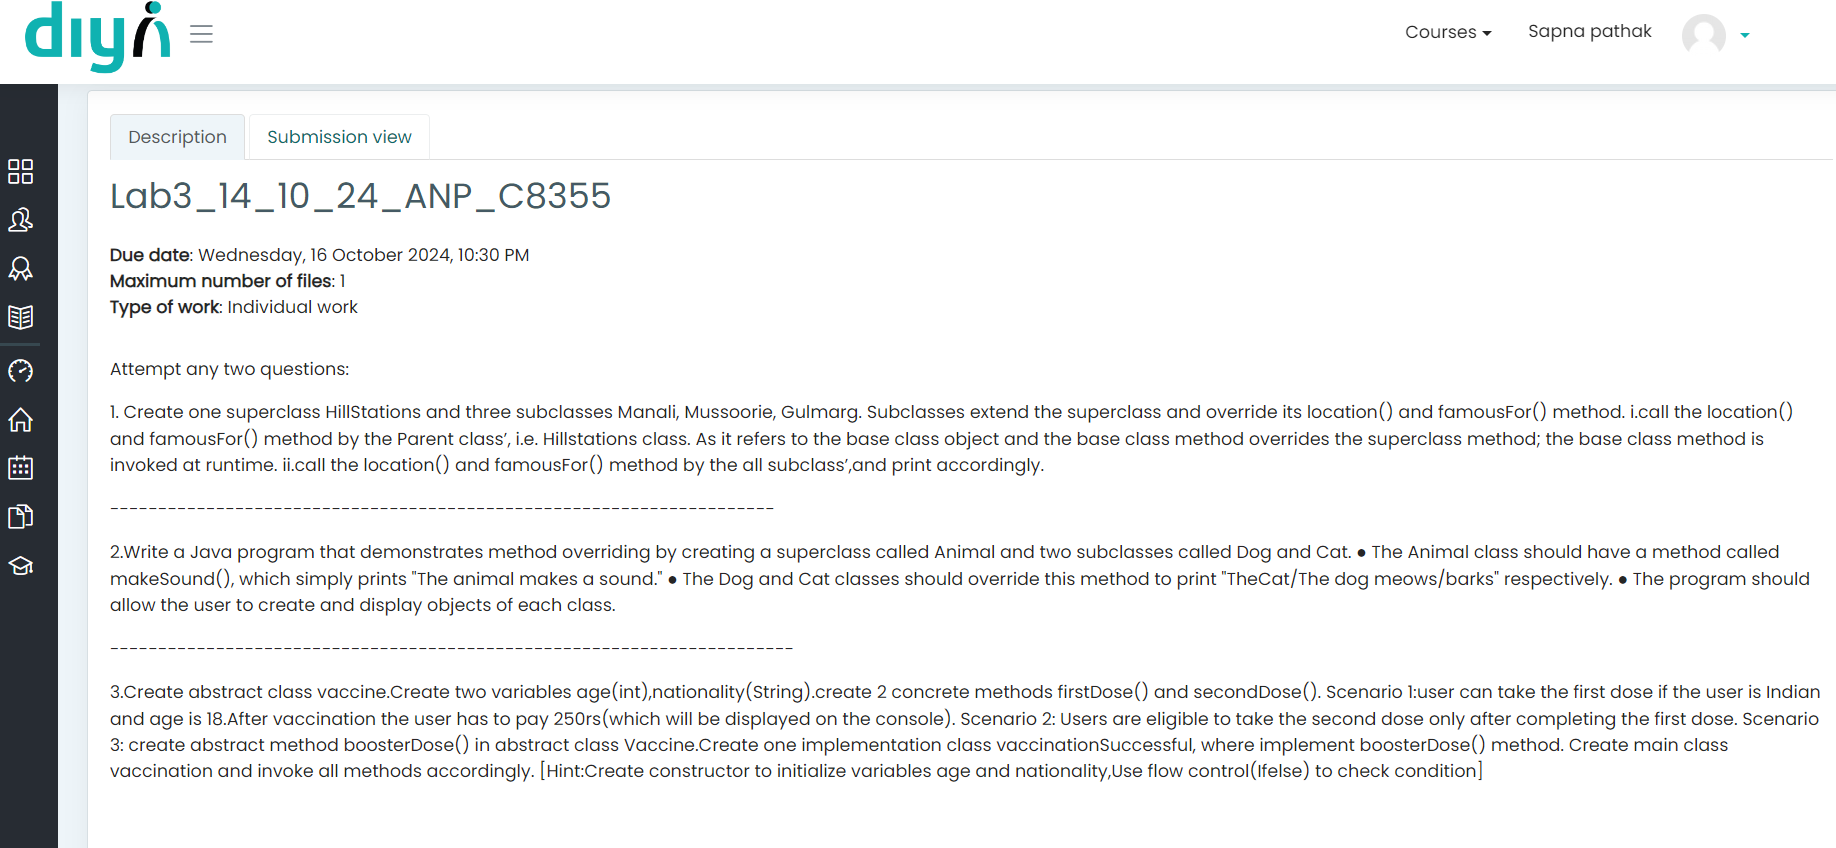 diyn
Courses
Sapna pathak
Description
Submission view
Lab3_14_10_24_ANP_C8355
Due date: Wednesday, 16 October 2024, 10:30 PM
Maximum number of files: 1
Type of work: Individual work
Attempt any two questions:
1. Create one superclass HillStations and three subclasses Manali, Mussoorie, Gulmarg. Subclasses extend the superclass and override its location() and famousFor() method. i.call the location()
and famousFor() method by the Parent class’, i.e. Hillstations class. As it refers to the base class object and the base class method overrides the superclass method; the base class method is
invoked at runtime. ii.call the location() and famousFor() method by the all subclass’,and print accordingly.
----------------------------------------------------------------------
2.Write a Java program that demonstrates method overriding by creating a superclass called Animal and two subclasses called Dog and Cat. ● The Animal class should have a method called
makeSound(), which simply prints "The animal makes a sound." ● The Dog and Cat classes should override this method to print "TheCat/The dog meows/barks" respectively. ● The program should
allow the user to create and display objects of each class.
------------------------------------------------------------------------
3.Create abstract class vaccine.Create two variables age(int),nationality(String).create 2 concrete methods firstDose() and secondDose(). Scenario 1:user can take the first dose if the user is Indian
and age is 18.After vaccination the user has to pay 250rs(which will be displayed on the console). Scenario 2: Users are eligible to take the second dose only after completing the first dose. Scenario
3: create abstract method boosterDose() in abstract class Vaccine.Create one implementation class vaccinationSuccessful, where implement boosterDose() method. Create main class
vaccination and invoke all methods accordingly. [Hint:Create constructor to initialize variables age and nationality,Use flow control(Ifelse) to check condition]